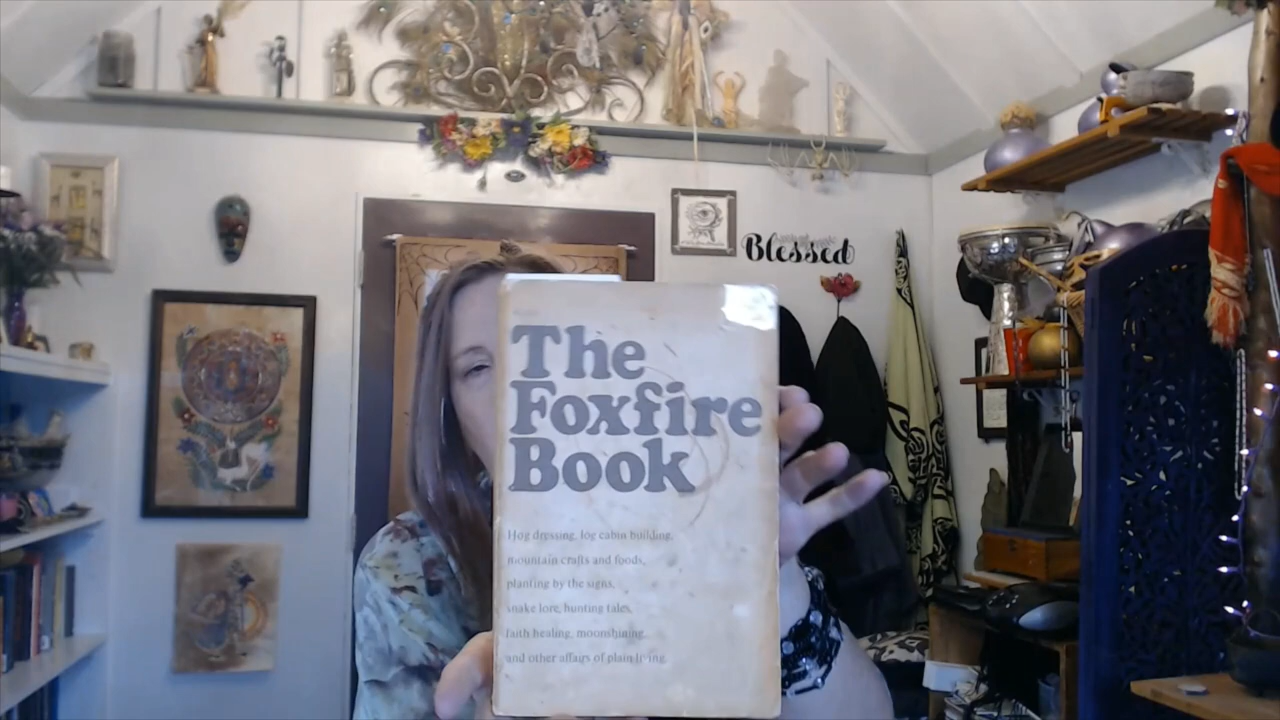 Blessed
The
Foxfire
Book
Hog dressing, log cabin building,
mountain crafts and foods,
planting by the signs,
snake lore, hunting tales,
faith healing, moonshining,
and other affairs of plain living.